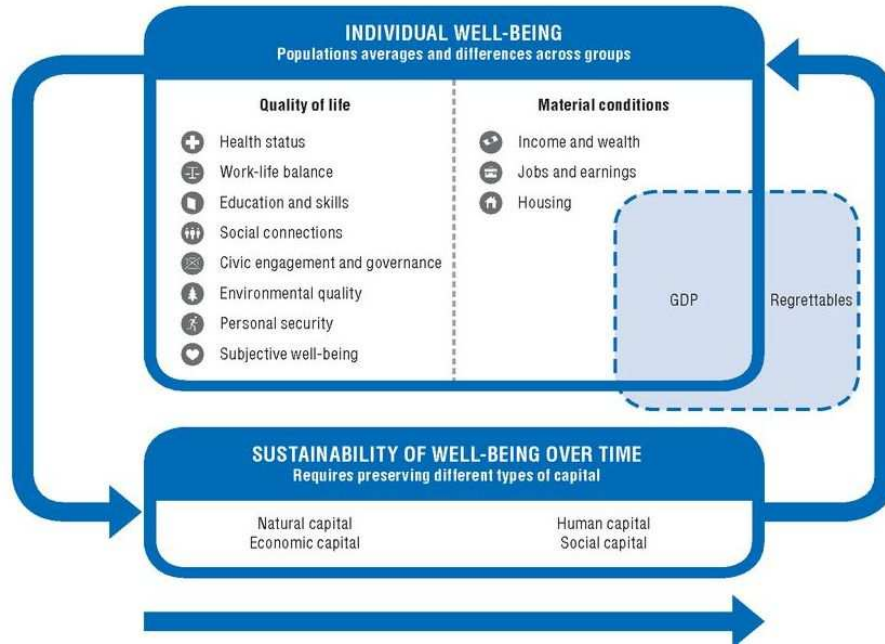 INDIVIDUAL WELL-BEING
Populations averages and differences across groups
Quality of life
Health status
Work-life balance
Education and skills
Social connections
Civic engagement and governance
Environmental quality
Personal security
Subjective well-being
Material conditions
Income and wealth
Jobs and earnings
Housing
GDP
Regrettables
SUSTAINABILITY OF WELL-BEING OVER TIME
Requires preserving different types of capital
Natural capital
Economic capital
Human capital
Social capital